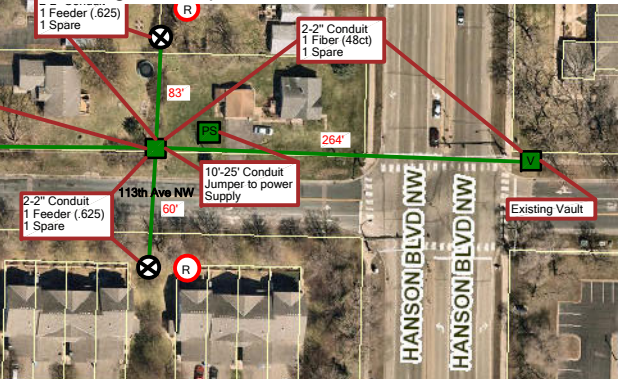 1 Feeder (.625)
1 Spare
R
2-2" Conduit
1 Fiber (48ct)
1 Spare
83'
PS
264'
V
10'-25' Conduit
Jumper to power
Supply
113th Ave NW
2-2" Conduit
1 Feeder (.625)
1 Spare
60'
Existing Vault
R
HANSON BLVD NW
HANSON BLVD NW